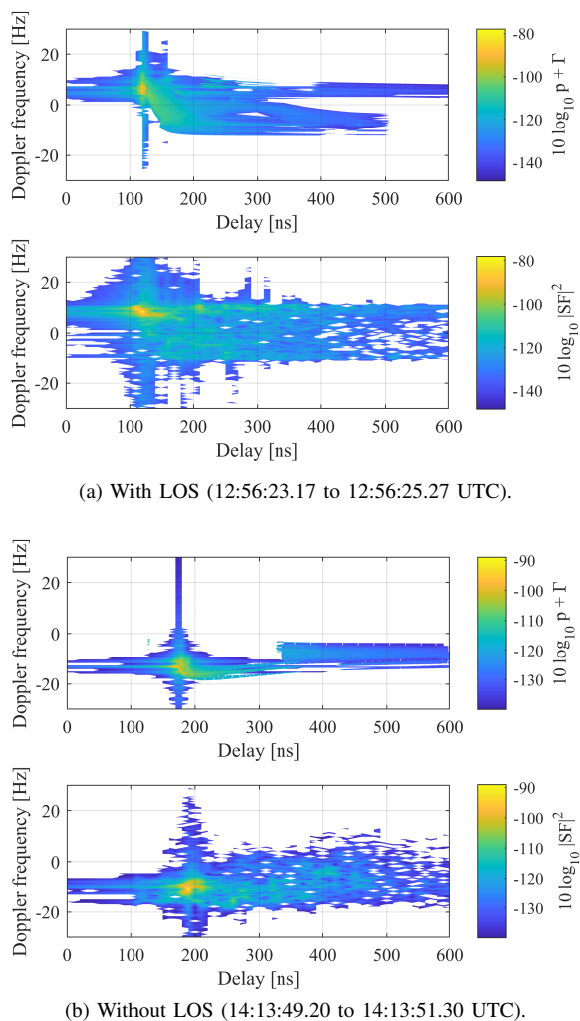 20
0
-20
Doppler frequency [Hz]
0 100 200 300 400 500 600
Delay [ns]
-80
-100
-120
-140
10 log10 p + Γ
20
0
-20
Doppler frequency [Hz]
0 100 200 300 400 500 600
Delay [ns]
-80
-100
-120
-140
10 log10 |SF|²
(a) With LOS (12:56:23.17 to 12:56:25.27 UTC).
20
0
-20
Doppler frequency [Hz]
0 100 200 300 400 500 600
Delay [ns]
-90
-100
-110
-120
-130
10 log10 p + Γ
20
0
-20
Doppler frequency [Hz]
0 100 200 300 400 500 600
Delay [ns]
-90
-100
-110
-120
-130
10 log10 |SF|²
(b) Without LOS (14:13:49.20 to 14:13:51.30 UTC).